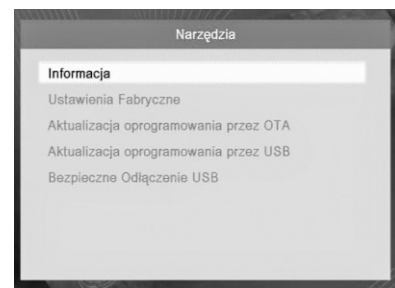 Narzędzia
Informacja
Ustawienia Fabryczne
Aktualizacja oprogramowania przez OTA
Aktualizacja oprogramowania przez USB
Bezpieczne Odłączenie USB